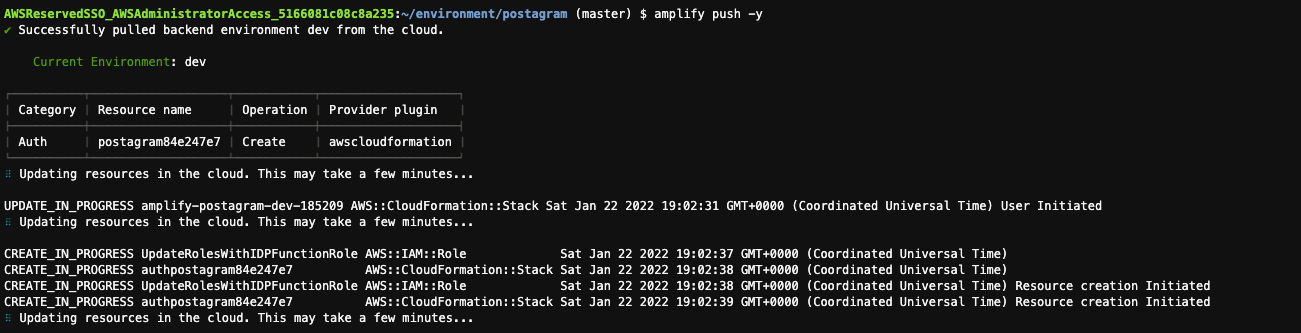 AWSReservedSSO_AWSAdministratorAccess_5166081c08c8a235:~/environment/postagram (master) $ amplify push -y
✔ Successfully pulled backend environment dev from the cloud.
Current Environment: dev
Category | Resource name | Operation | Provider plugin
Auth | postagram84e247e7 | Create | awscloudformation
⠸ Updating resources in the cloud. This may take a few minutes...
UPDATE_IN_PROGRESS amplify-postagram-dev-185209 AWS::CloudFormation::Stack Sat Jan 22 2022 19:02:31 GMT+0000 (Coordinated Universal Time) User Initiated
⠸ Updating resources in the cloud. This may take a few minutes...
CREATE_IN_PROGRESS UpdateRolesWithIDPFunctionRole AWS::IAM::Role Sat Jan 22 2022 19:02:37 GMT+0000 (Coordinated Universal Time)
CREATE_IN_PROGRESS authpostagram84e247e7 AWS::CloudFormation::Stack Sat Jan 22 2022 19:02:38 GMT+0000 (Coordinated Universal Time)
CREATE_IN_PROGRESS UpdateRolesWithIDPFunctionRole AWS::IAM::Role Sat Jan 22 2022 19:02:38 GMT+0000 (Coordinated Universal Time) Resource creation Initiated
CREATE_IN_PROGRESS authpostagram84e247e7 AWS::CloudFormation::Stack Sat Jan 22 2022 19:02:39 GMT+0000 (Coordinated Universal Time) Resource creation Initiated
⠸ Updating resources in the cloud. This may take a few minutes...